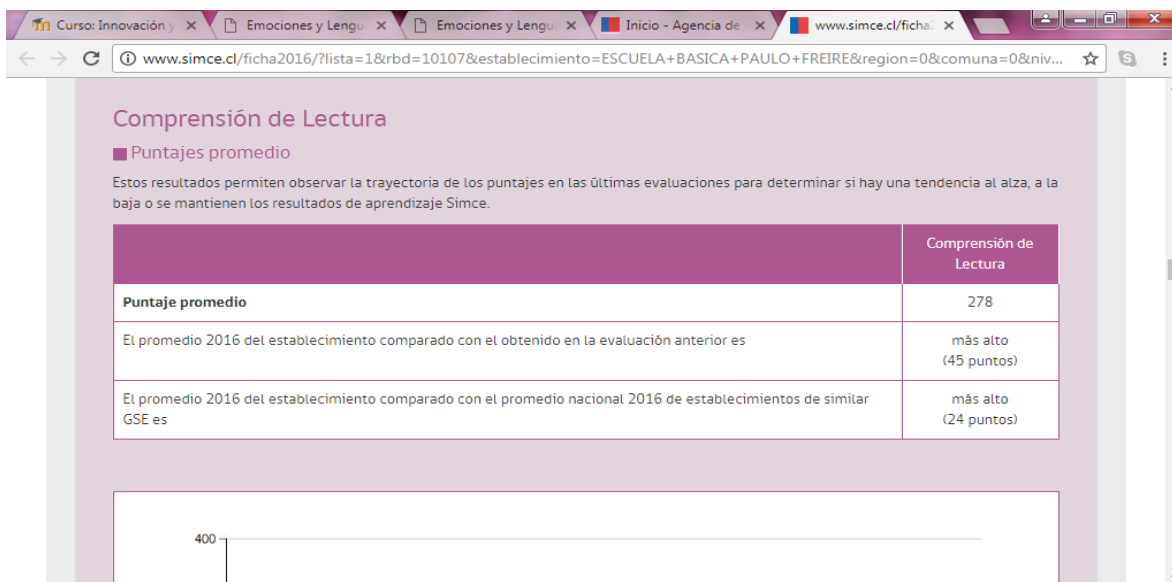 Curso: Innovación y
Emociones y Lengu
Emociones y Lengu
Inicio - Agencia de
www.simce.cl/ficha2
www.simce.cl/ficha2016/?lista=1&rbd=10107&establecimiento=ESCUELA+BASICA+PAULO+FREIRE&region=0&comuna=0&niv...
Comprensión de Lectura
Puntajes promedio
Estos resultados permiten observar la trayectoria de los puntajes en las últimas evaluaciones para determinar si hay una tendencia al alza, a la
baja o se mantienen los resultados de aprendizaje Simce.
Comprensión de
Lectura
Puntaje promedio
278
El promedio 2016 del establecimiento comparado con el obtenido en la evaluación anterior es
más alto
(45 puntos)
El promedio 2016 del establecimiento comparado con el promedio nacional 2016 de establecimientos de similar
GSE es
más alto
(24 puntos)
400